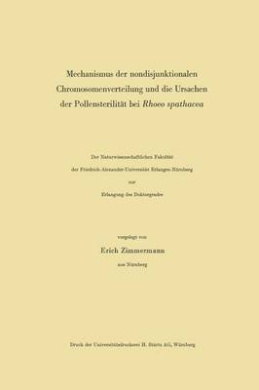 Mechanismus der nondisjunktionalen
Chromosomenverteilung und die Ursachen
der Pollensterilität bei Rhoeo spathacea
Der Naturwissenschaftlichen Fakultät
der Friedrich-Alexander-Universität Erlangen-Nürnberg
zur
Erlangung des Doktorgrades
vorgelegt von
Erich Zimmermann
aus Nürnberg
Druck der Universitätsdruckerei H. Stürtz AG, Würzburg